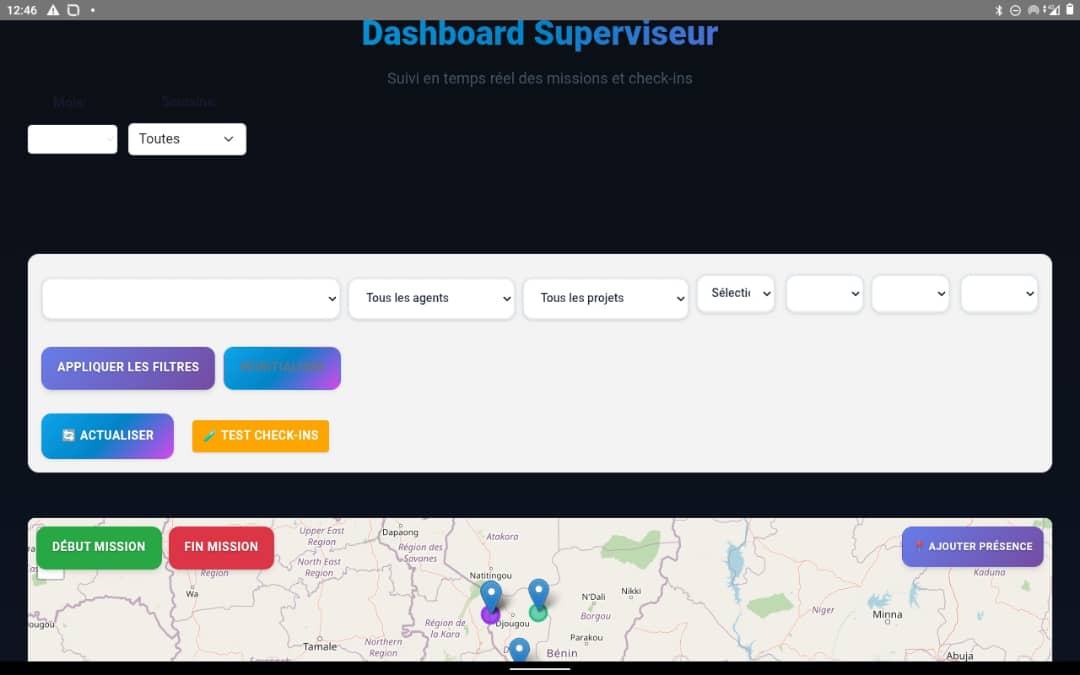 12:46
Dashboard Superviseur
Suivi en temps réel des missions et check-ins
Mois
Semaine
Toutes
Tous les agents
Tous les projets
Sélecti
APPLIQUER LES FILTRES
ACTUALISER
TEST CHECK-INS
DÉBUT MISSION
FIN MISSION
AJOUTER PRÉSENCE
Upper East
Region
Dapaong
Région des
Savanes
Atakora
North East
Region
Region
Natitingou
Kaduna
Wa
N'Dali
Nikki
Niger
Minna
ougou
Région de
la Kara
Djougou
Borgou
Tamale
Northern
Region
Parakou
Bénin
Abuja